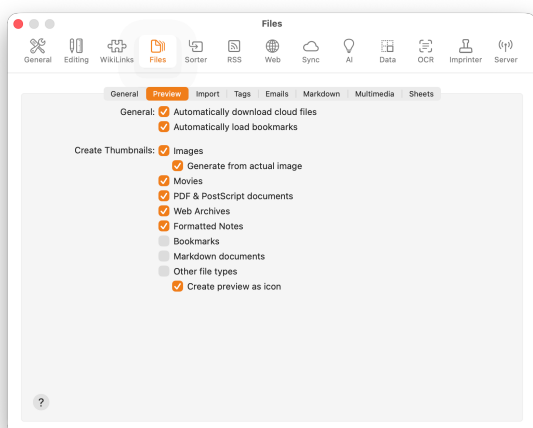 Files
General Editing WikiLinks Files Sorter RSS Web Sync AI Data OCR Imprinter Server
General Preview Import Tags Emails Markdown Multimedia Sheets
General: Automatically download cloud files
Automatically load bookmarks
Create Thumbnails: Images
Generate from actual image
Movies
PDF & PostScript documents
Web Archives
Formatted Notes
Bookmarks
Markdown documents
Other file types
Create preview as icon
?